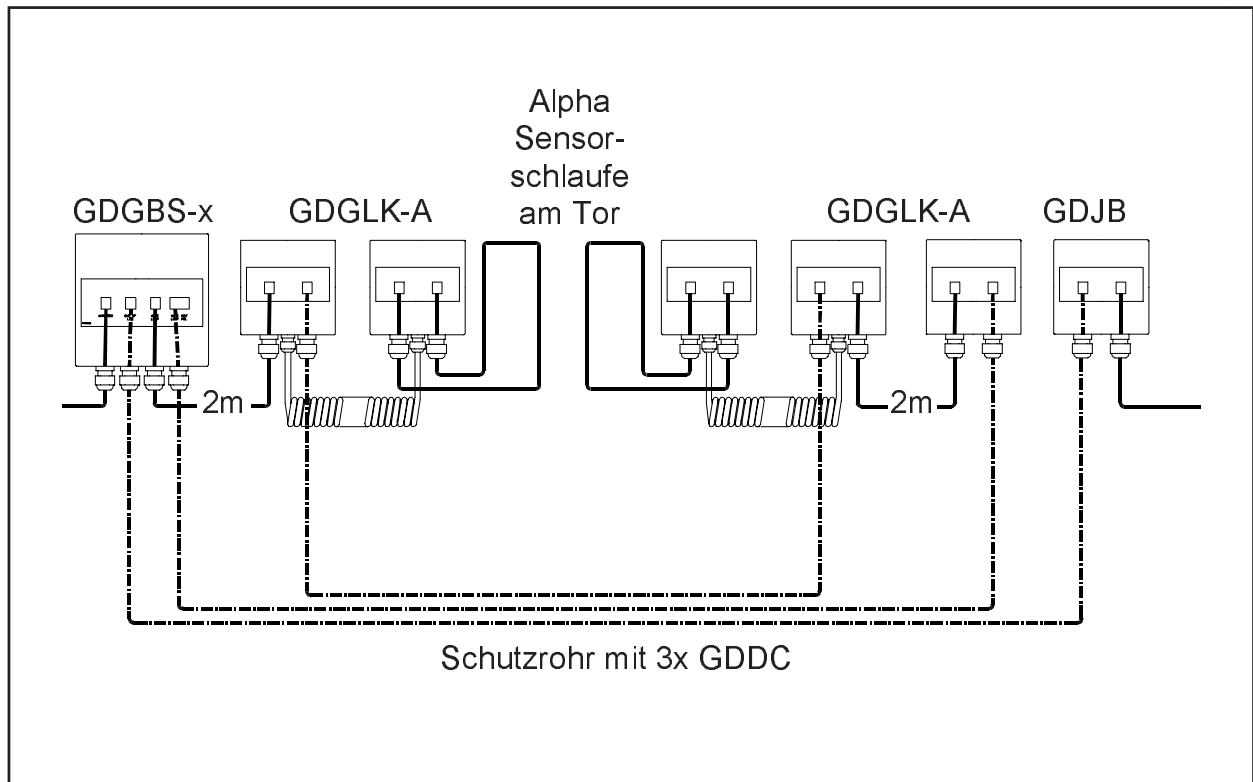 Alpha
Sensor-
schlaufe
am Tor
GDGBS-x
GDGLK-A
GDGLK-A
GDJB
2m
2m
Schutzrohr mit 3x GDDC